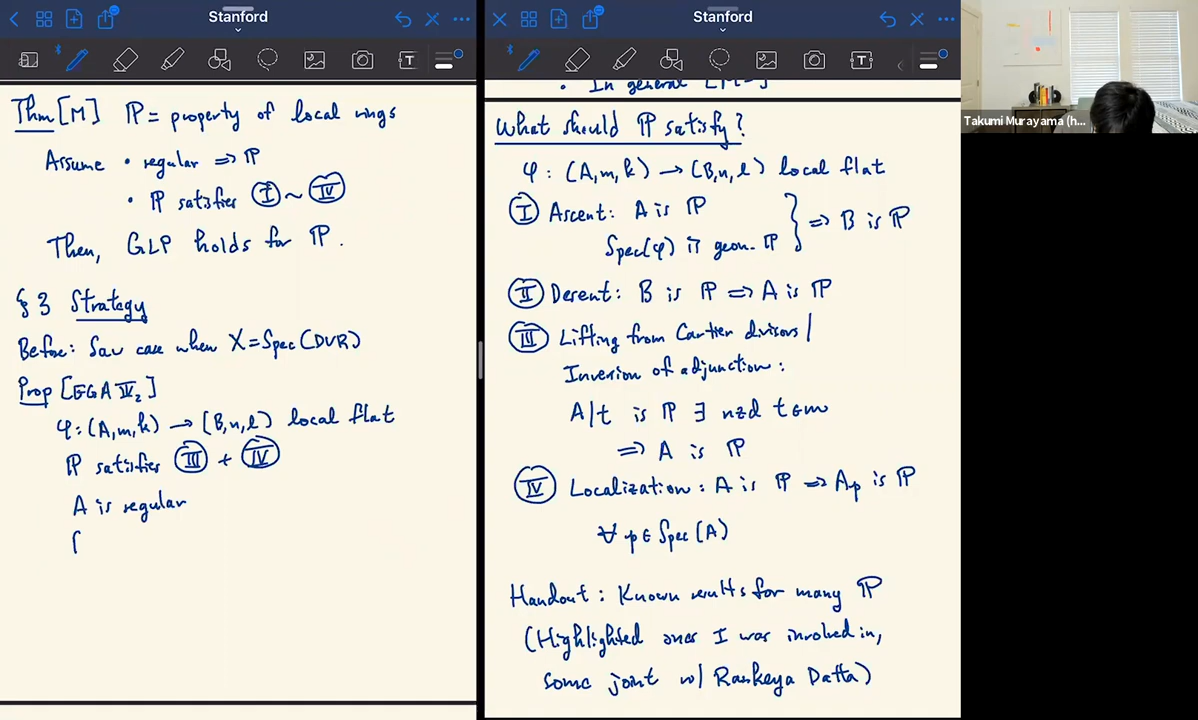 Stanford
Thm [M] ℙ = property of local rings
Assume • regular ⇒ ℙ
• ℙ satisfies Ⅰ ~ Ⅳ
Then, GLP holds for ℙ.
§3 Strategy
Before: Saw case when X = Spec(DVR)
Prop [EGA Ⅳ₂]
φ: (A,m,k) → (B,n,l) local flat
ℙ satisfies Ⅲ + Ⅳ
A is regular
[
Stanford
• In general
What should ℙ satisfy?
φ: (A,m,k) → (B,n,l) local flat
Ⅰ Ascent: A is ℙ
Spec(φ) is geom. ℙ } ⇒ B is ℙ
Ⅱ Descent: B is ℙ ⇒ A is ℙ
Ⅲ Lifting from Cartier divisors /
Inversion of adjunction:
A/t is ℙ ∃ nzd t∈m
⇒ A is ℙ
Ⅳ Localization: A is ℙ ⇒ Ap is ℙ
∀ p∈Spec(A)
Handout: Known results for many ℙ
(Highlighted ones I was involved in,
some joint w/ Rankeya Datta)
Takumi Murayama (h...